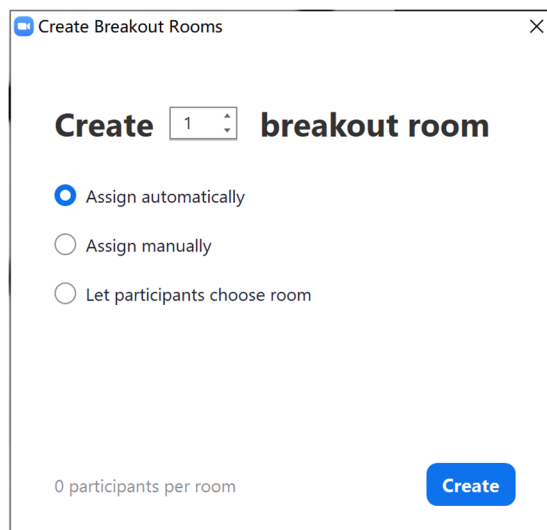 Create Breakout Rooms
Create 1 breakout room
Assign automatically
Assign manually
Let participants choose room
0 participants per room
Create